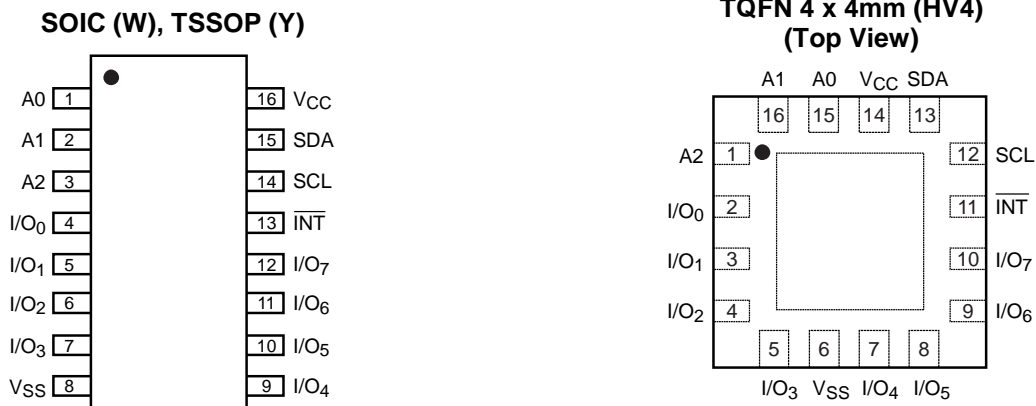 SOIC (W), TSSOP (Y)
A0 1
A1 2
A2 3
I/O0 4
I/O1 5
I/O2 6
I/O3 7
VSS 8
16 VCC
15 SDA
14 SCL
13 INT
12 I/O7
11 I/O6
10 I/O5
9 I/O4
TQFN 4 x 4mm (HV4)
(Top View)
A1 A0 VCC SDA
16 15 14 13
A2 1
I/O0 2
I/O1 3
I/O2 4
12 SCL
11 INT
10 I/O7
9 I/O6
5 6 7 8
I/O3 VSS I/O4 I/O5